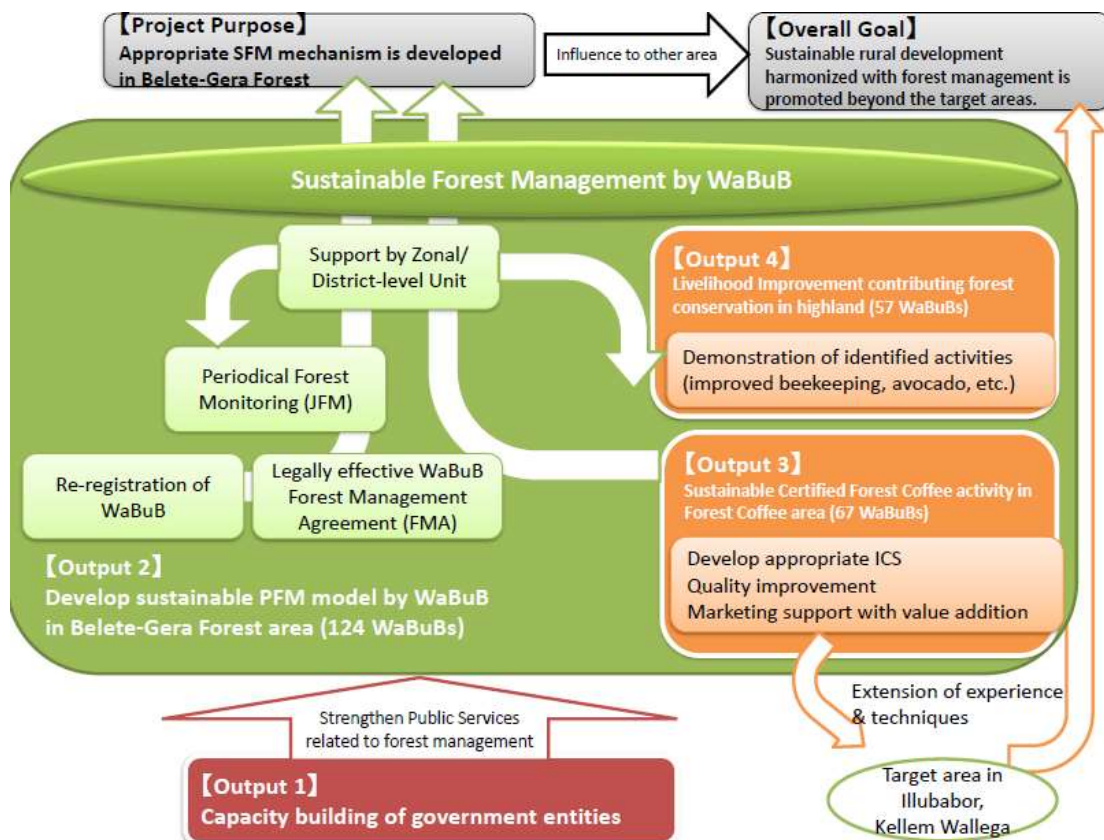 【Project Purpose】
Appropriate SFM mechanism is developed
in Belete-Gera Forest
Influence to other area
【Overall Goal】
Sustainable rural development
harmonized with forest management is
promoted beyond the target areas.
Sustainable Forest Management by WaBuB
Support by Zonal/
District-level Unit
Periodical Forest
Monitoring (JFM)
Re-registration of
WaBuB
Legally effective WaBuB
Forest Management
Agreement (FMA)
【Output 2】
Develop sustainable PFM model by WaBuB
in Belete-Gera Forest area (124 WaBuBs)
【Output 4】
Livelihood Improvement contributing forest
conservation in highland (57 WaBuBs)
Demonstration of identified activities
(improved beekeeping, avocado, etc.)
【Output 3】
Sustainable Certified Forest Coffee activity in
Forest Coffee area (67 WaBuBs)
Develop appropriate ICS
Quality improvement
Marketing support with value addition
Extension of experience
& techniques
Target area in
Illubabor,
Kellem Wallega
Strengthen Public Services
related to forest management
【Output 1】
Capacity building of government entities